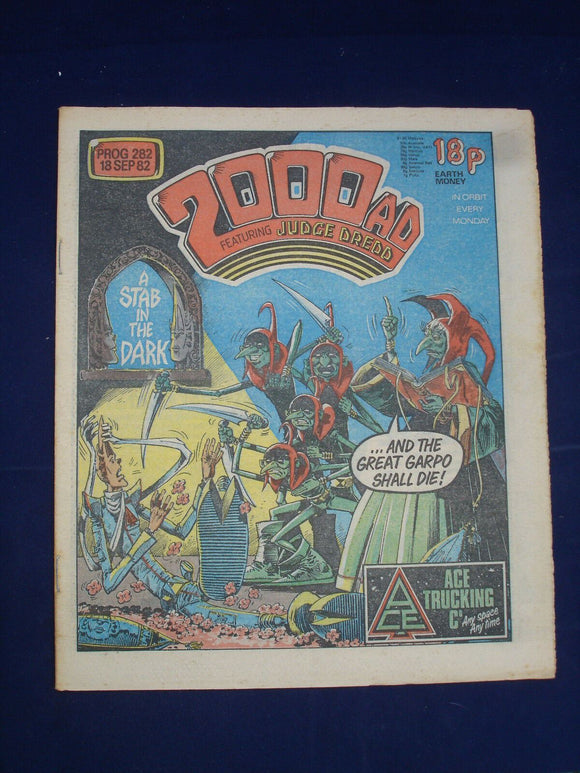 PROG 282
18 SEP 82
2000AD
FEATURING JUDGE DREDD
18p
EARTH
MONEY
IN ORBIT
EVERY
MONDAY
A
STAB
IN THE
DARK
...AND THE
GREAT GARPO
SHALL DIE!
ACE
ACE
TRUCKING
Co
Any space
Any time